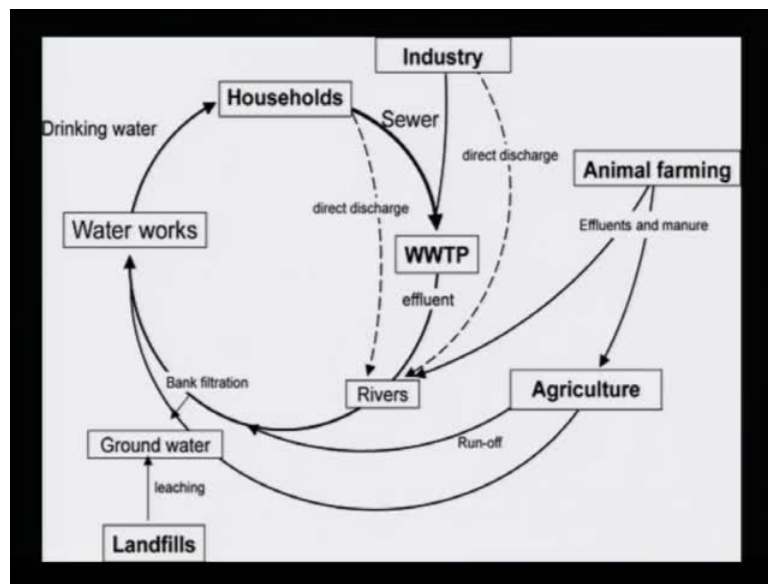 Industry
Households
Sewer
Drinking water
direct discharge
Animal farming
direct discharge
Effluents and manure
Water works
WWTP
effluent
Bank filtration
Rivers
Agriculture
Ground water
Run-off
leaching
Landfills